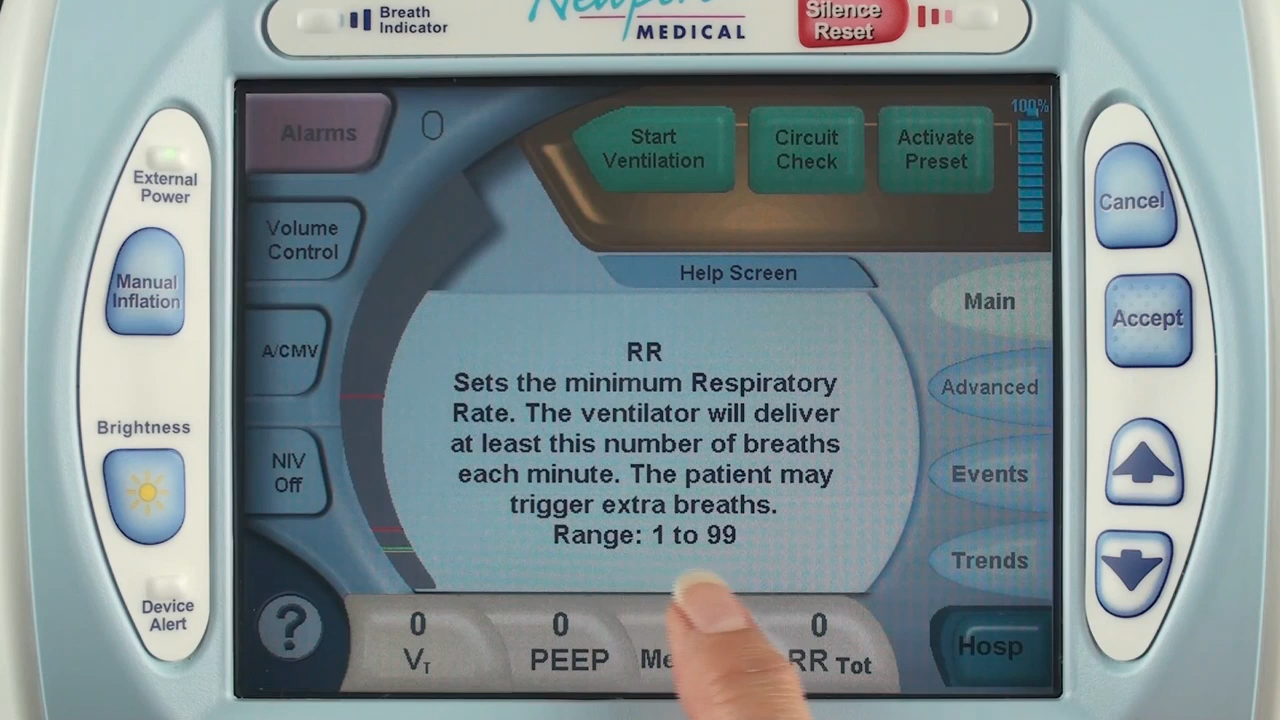 Breath
Indicator
MEDICAL
Silence
Reset
Alarms
0
Start
Ventilation
Circuit
Check
Activate
Preset
100%
External
Power
Manual
Inflation
Brightness
Device
Alert
Volume
Control
A/CMV
NIV
Off
Help Screen
RR
Sets the minimum Respiratory
Rate. The ventilator will deliver
at least this number of breaths
each minute. The patient may
trigger extra breaths.
Range: 1 to 99
Main
Advanced
Events
Trends
Hosp
Cancel
Accept
?
0
VT
0
PEEP
0
RR Tot